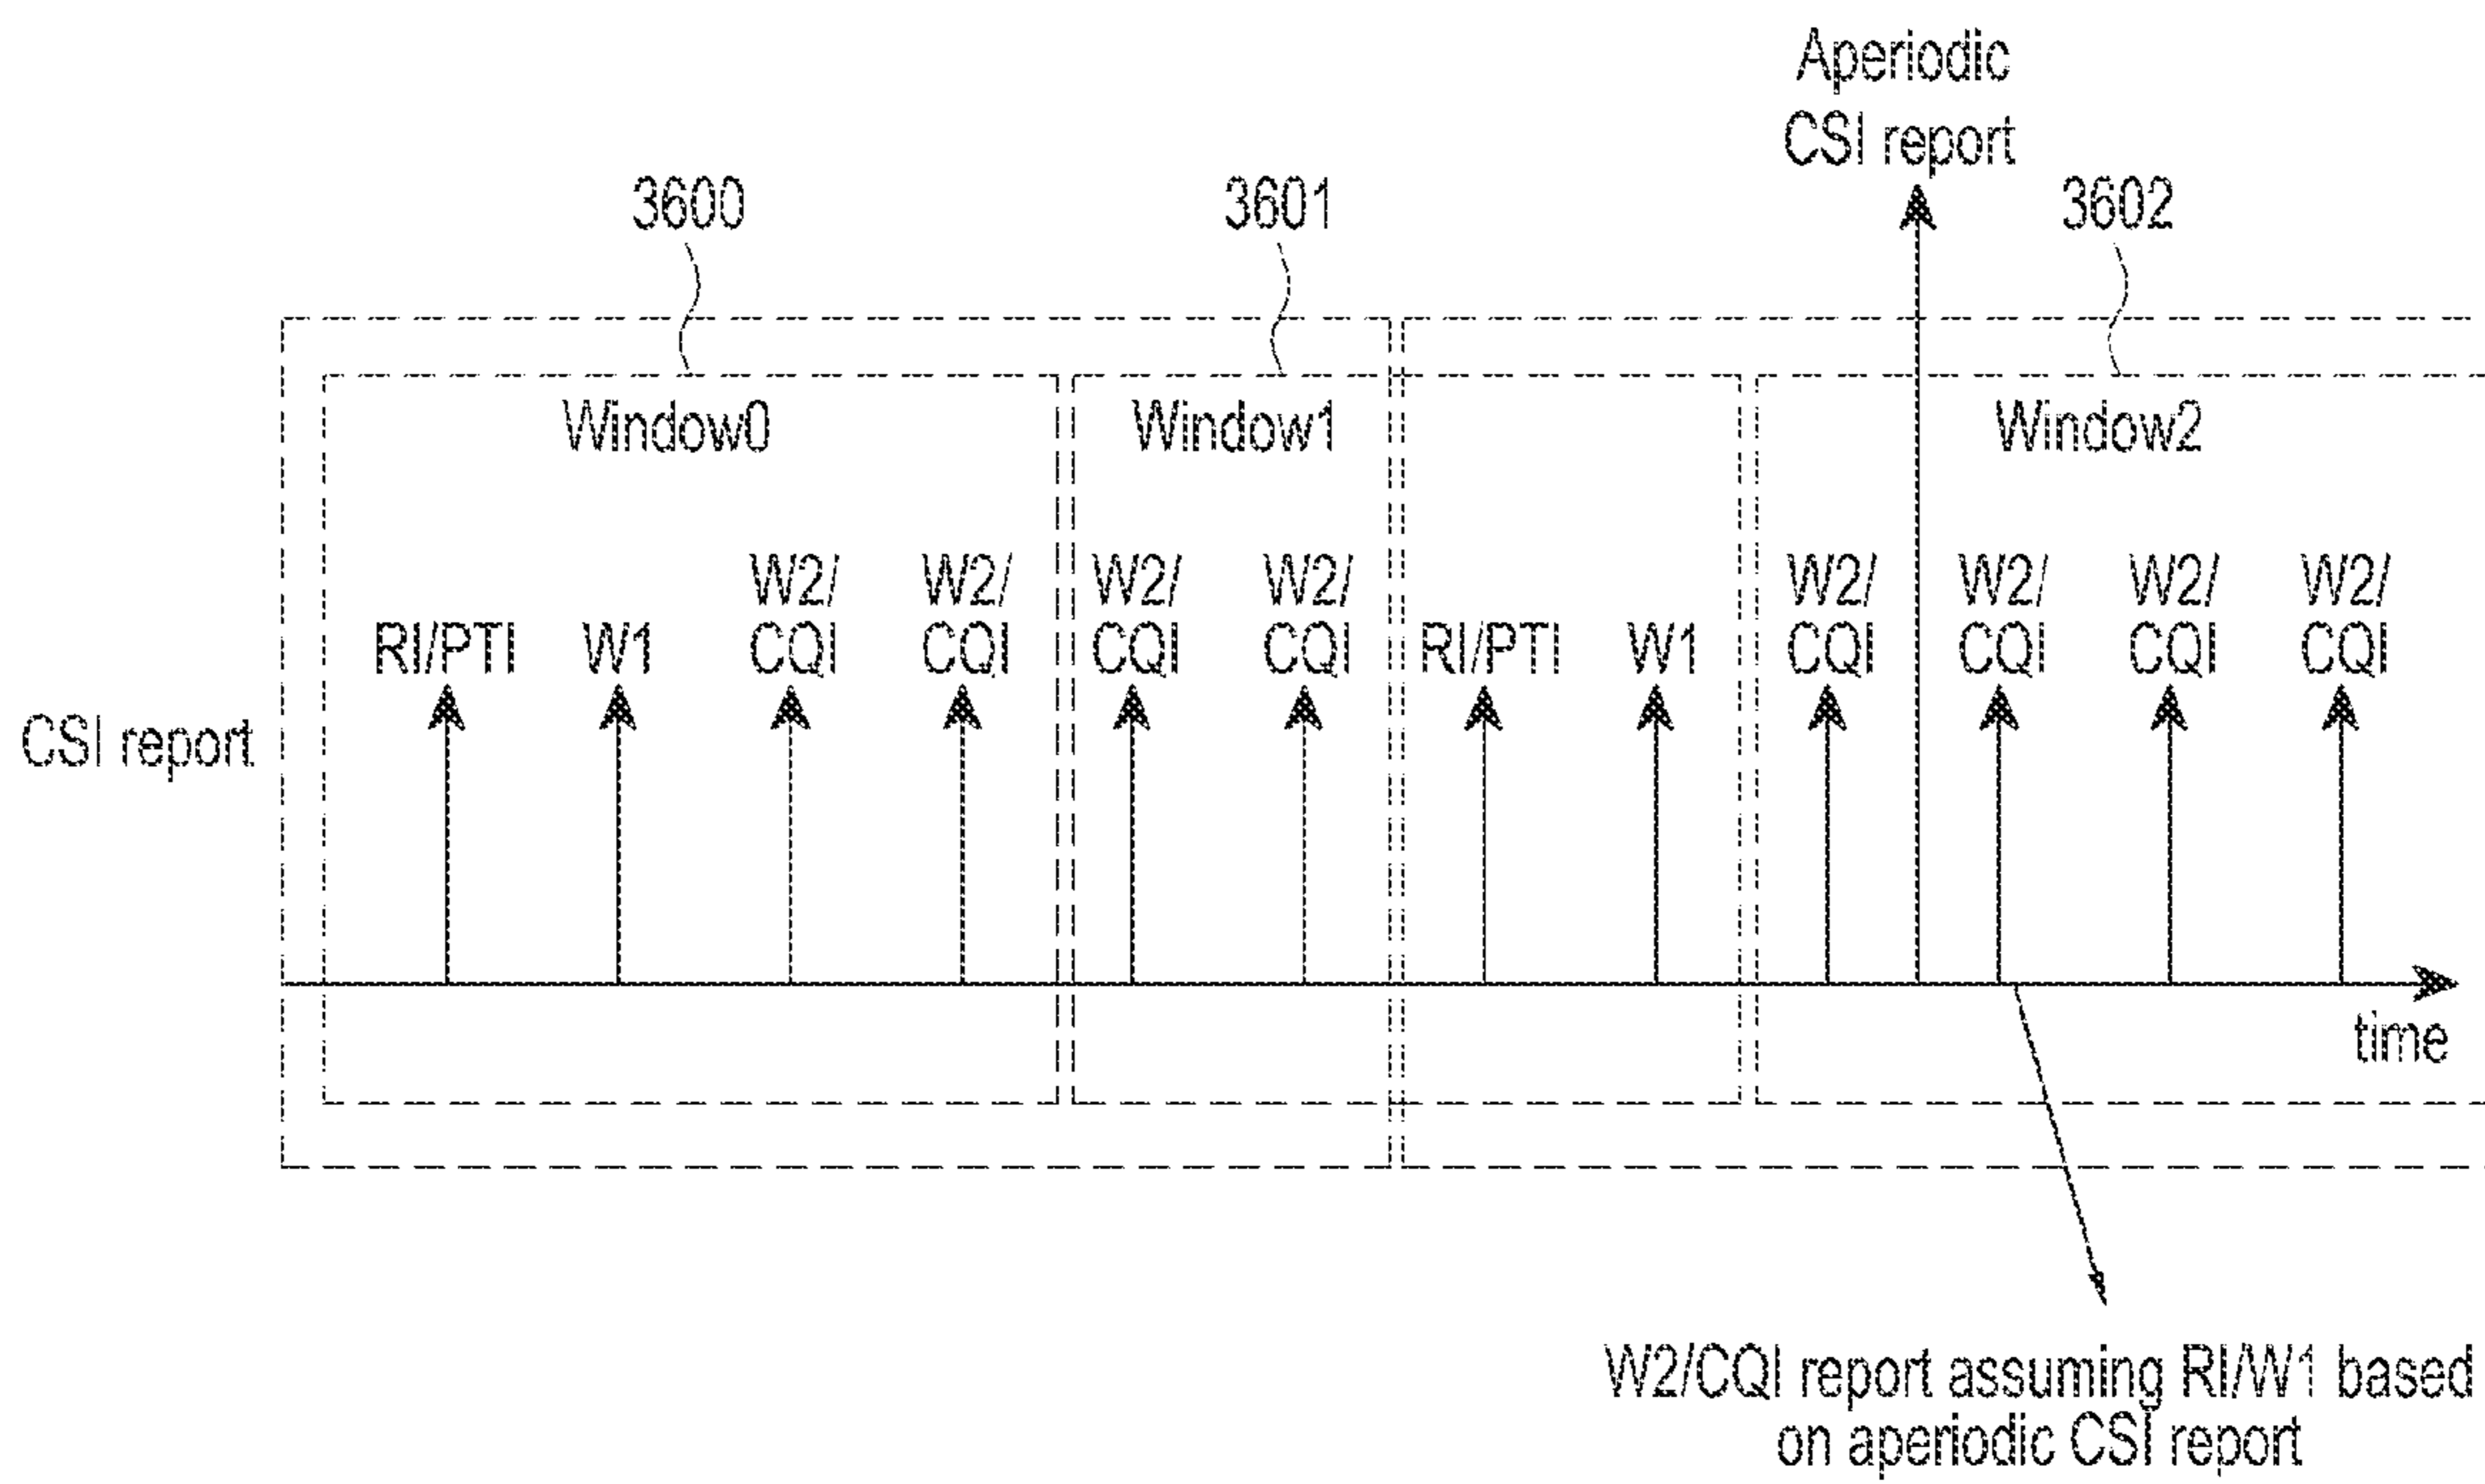 Aperiodic
CSI report
3600
3601
3602
Window0
Window1
Window2
W2/ W2/ W2/ W2/ W2/ W2/ W2/ W2/
RI/PTI W1 CQI CQI CQI CQI RI/PTI W1 CQI CQI CQI CQI
CSI report
time
W2/CQI report assuming RI/W1 based
on aperiodic CSI report